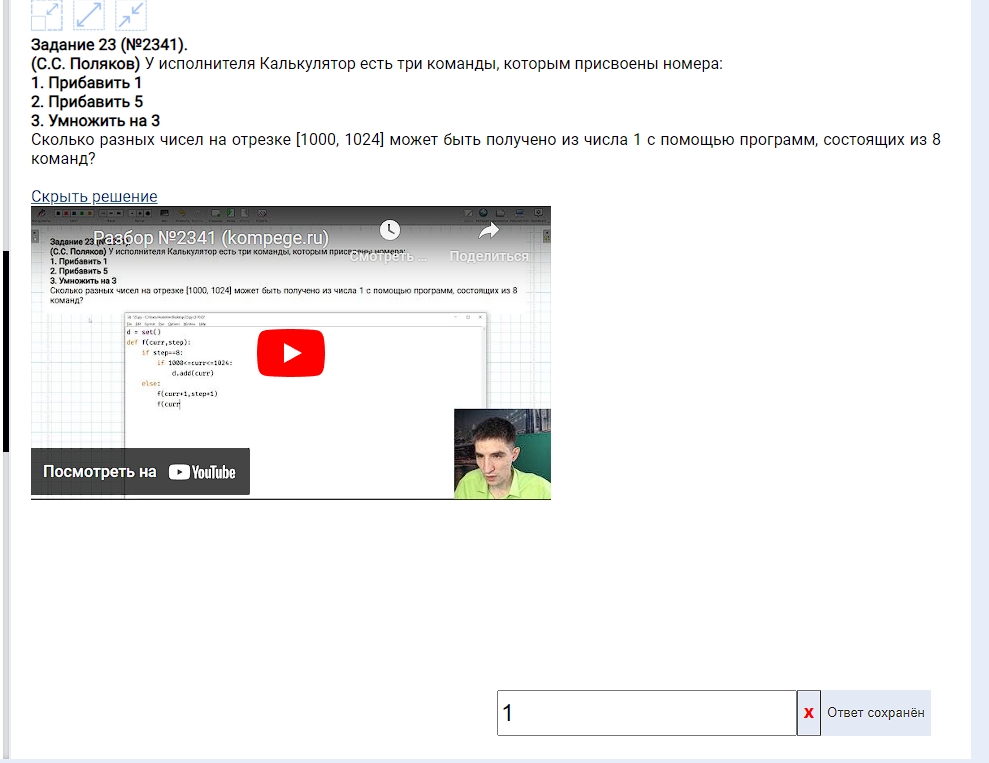 Задание 23 (№2341).
(С.С. Поляков) У исполнителя Калькулятор есть три команды, которым присвоены номера:
1. Прибавить 1
2. Прибавить 5
3. Умножить на 3
Сколько разных чисел на отрезке [1000, 1024] может быть получено из числа 1 с помощью программ, состоящих из 8
команд?
Скрыть решение
Разбор №2341 (kompege.ru)
Смотреть ...
Поделиться
Задание 23
(С.С. Поляков) У исполнителя Калькулятор есть три команды, которым присвоены номера:
1. Прибавить 1
2. Прибавить 5
3. Умножить на 3
Сколько разных чисел на отрезке [1000, 1024] может быть получено из числа 1 с помощью программ, состоящих из 8
команд?
d = set()
def f(curr,step):
if step==8:
if 1000<=curr<=1024:
d.add(curr)
else:
f(curr+1,step+1)
f(curr
Посмотреть на YouTube
1
x Ответ сохранён